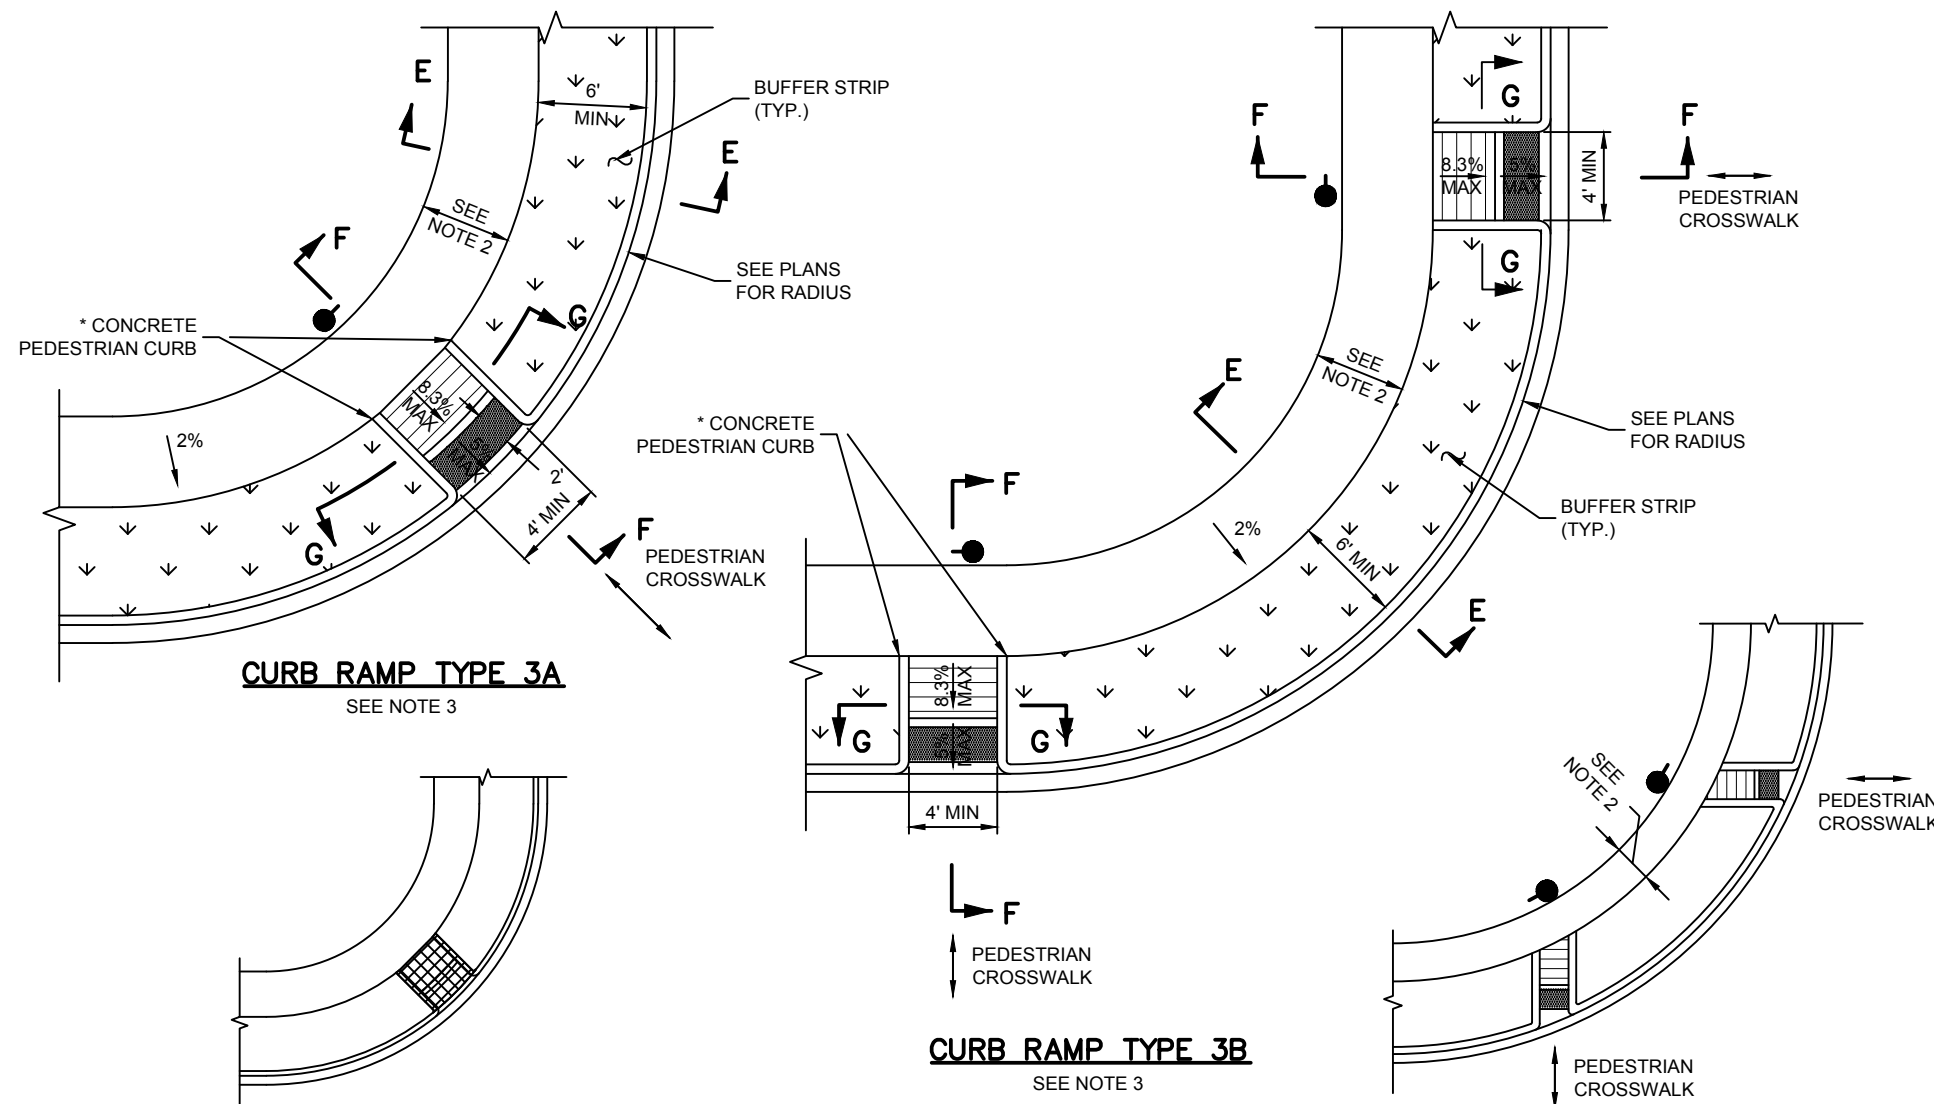 E
6'
MIN
BUFFER STRIP
(TYP.)
E
SEE
NOTE 2
F
SEE PLANS
FOR RADIUS
G
* CONCRETE
PEDESTRIAN CURB
8.3%
MAX
5%
MAX
2%
2'
4' MIN
G
F
PEDESTRIAN
CROSSWALK
CURB RAMP TYPE 3A
SEE NOTE 3
G
F
F
8.3%
MAX
5%
MAX
4' MIN
PEDESTRIAN
CROSSWALK
G
SEE
NOTE 2
E
SEE PLANS
FOR RADIUS
* CONCRETE
PEDESTRIAN CURB
F
BUFFER STRIP
(TYP.)
2%
6' MIN
E
8.3%
MAX
G
G
5%
MAX
4' MIN
F
PEDESTRIAN
CROSSWALK
CURB RAMP TYPE 3B
SEE NOTE 3
SEE
NOTE 2
PEDESTRIAN
CROSSWALK
PEDESTRIAN
CROSSWALK